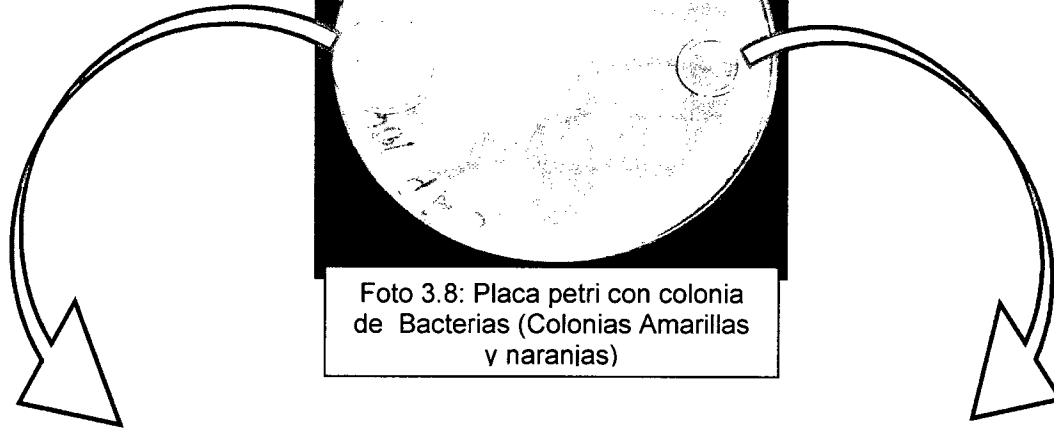 Foto 3.8: Placa petri con colonia
de Bacterias (Colonias Amarillas
y naranjas)